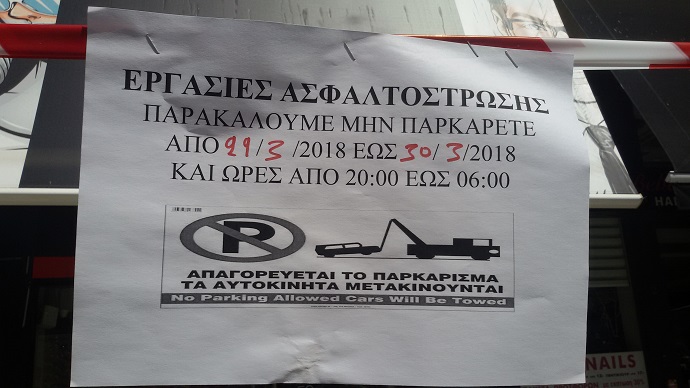 ΕΡΓΑΣΙΕΣ ΑΣΦΑΛΤΟΣΤΡΩΣΗΣ
ΠΑΡΑΚΑΛΟΥΜΕ ΜΗΝ ΠΑΡΚΑΡΕΤΕ
ΑΠΟ 29/3/2018 ΕΩΣ 30/3/2018
ΚΑΙ ΩΡΕΣ ΑΠΟ 20:00 ΕΩΣ 06:00
P
ΑΠΑΓΟΡΕΥΕΤΑΙ ΤΟ ΠΑΡΚΑΡΙΣΜΑ
ΤΑ ΑΥΤΟΚΙΝΗΤΑ ΜΕΤΑΚΙΝΟΥΝΤΑΙ
No Parking Allowed Cars Will Be Towed
NAILS